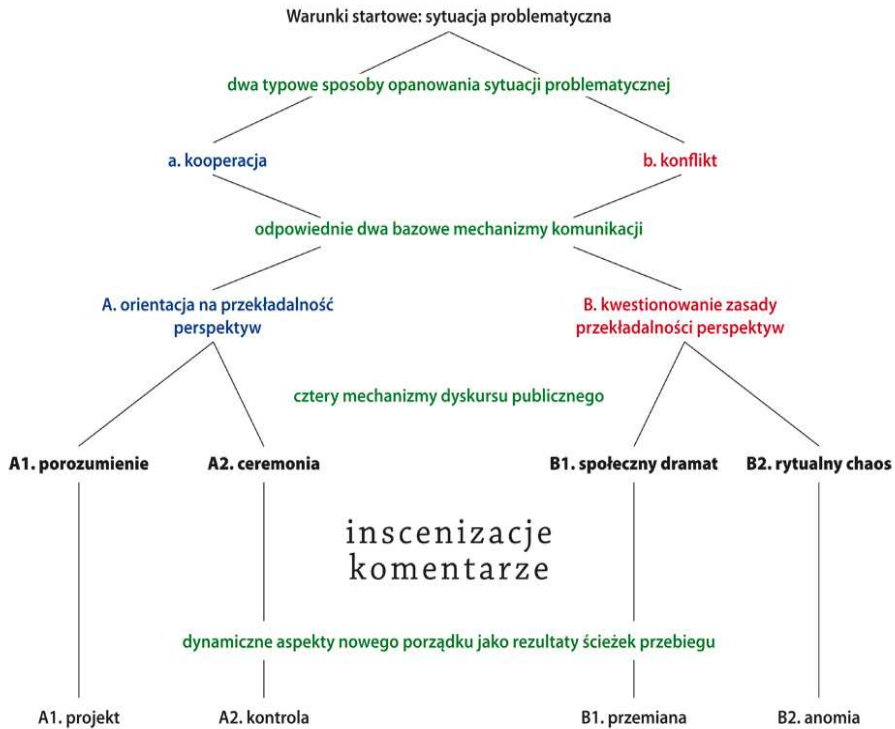 Warunki startowe: sytuacja problematyczna
dwa typowe sposoby opanowania sytuacji problematycznej
a. kooperacja
b. konflikt
odpowiednie dwa bazowe mechanizmy komunikacji
A. orientacja na przekładalność
perspektyw
B. kwestionowanie zasady
przekładalności perspektyw
cztery mechanizmy dyskursu publicznego
A1. porozumienie
A2. ceremonia
B1. społeczny dramat
B2. rytualny chaos
inscenizacje
komentarze
dynamiczne aspekty nowego porządku jako rezultaty ścieżek przebiegu
A1. projekt
A2. kontrola
B1. przemiana
B2. anomia